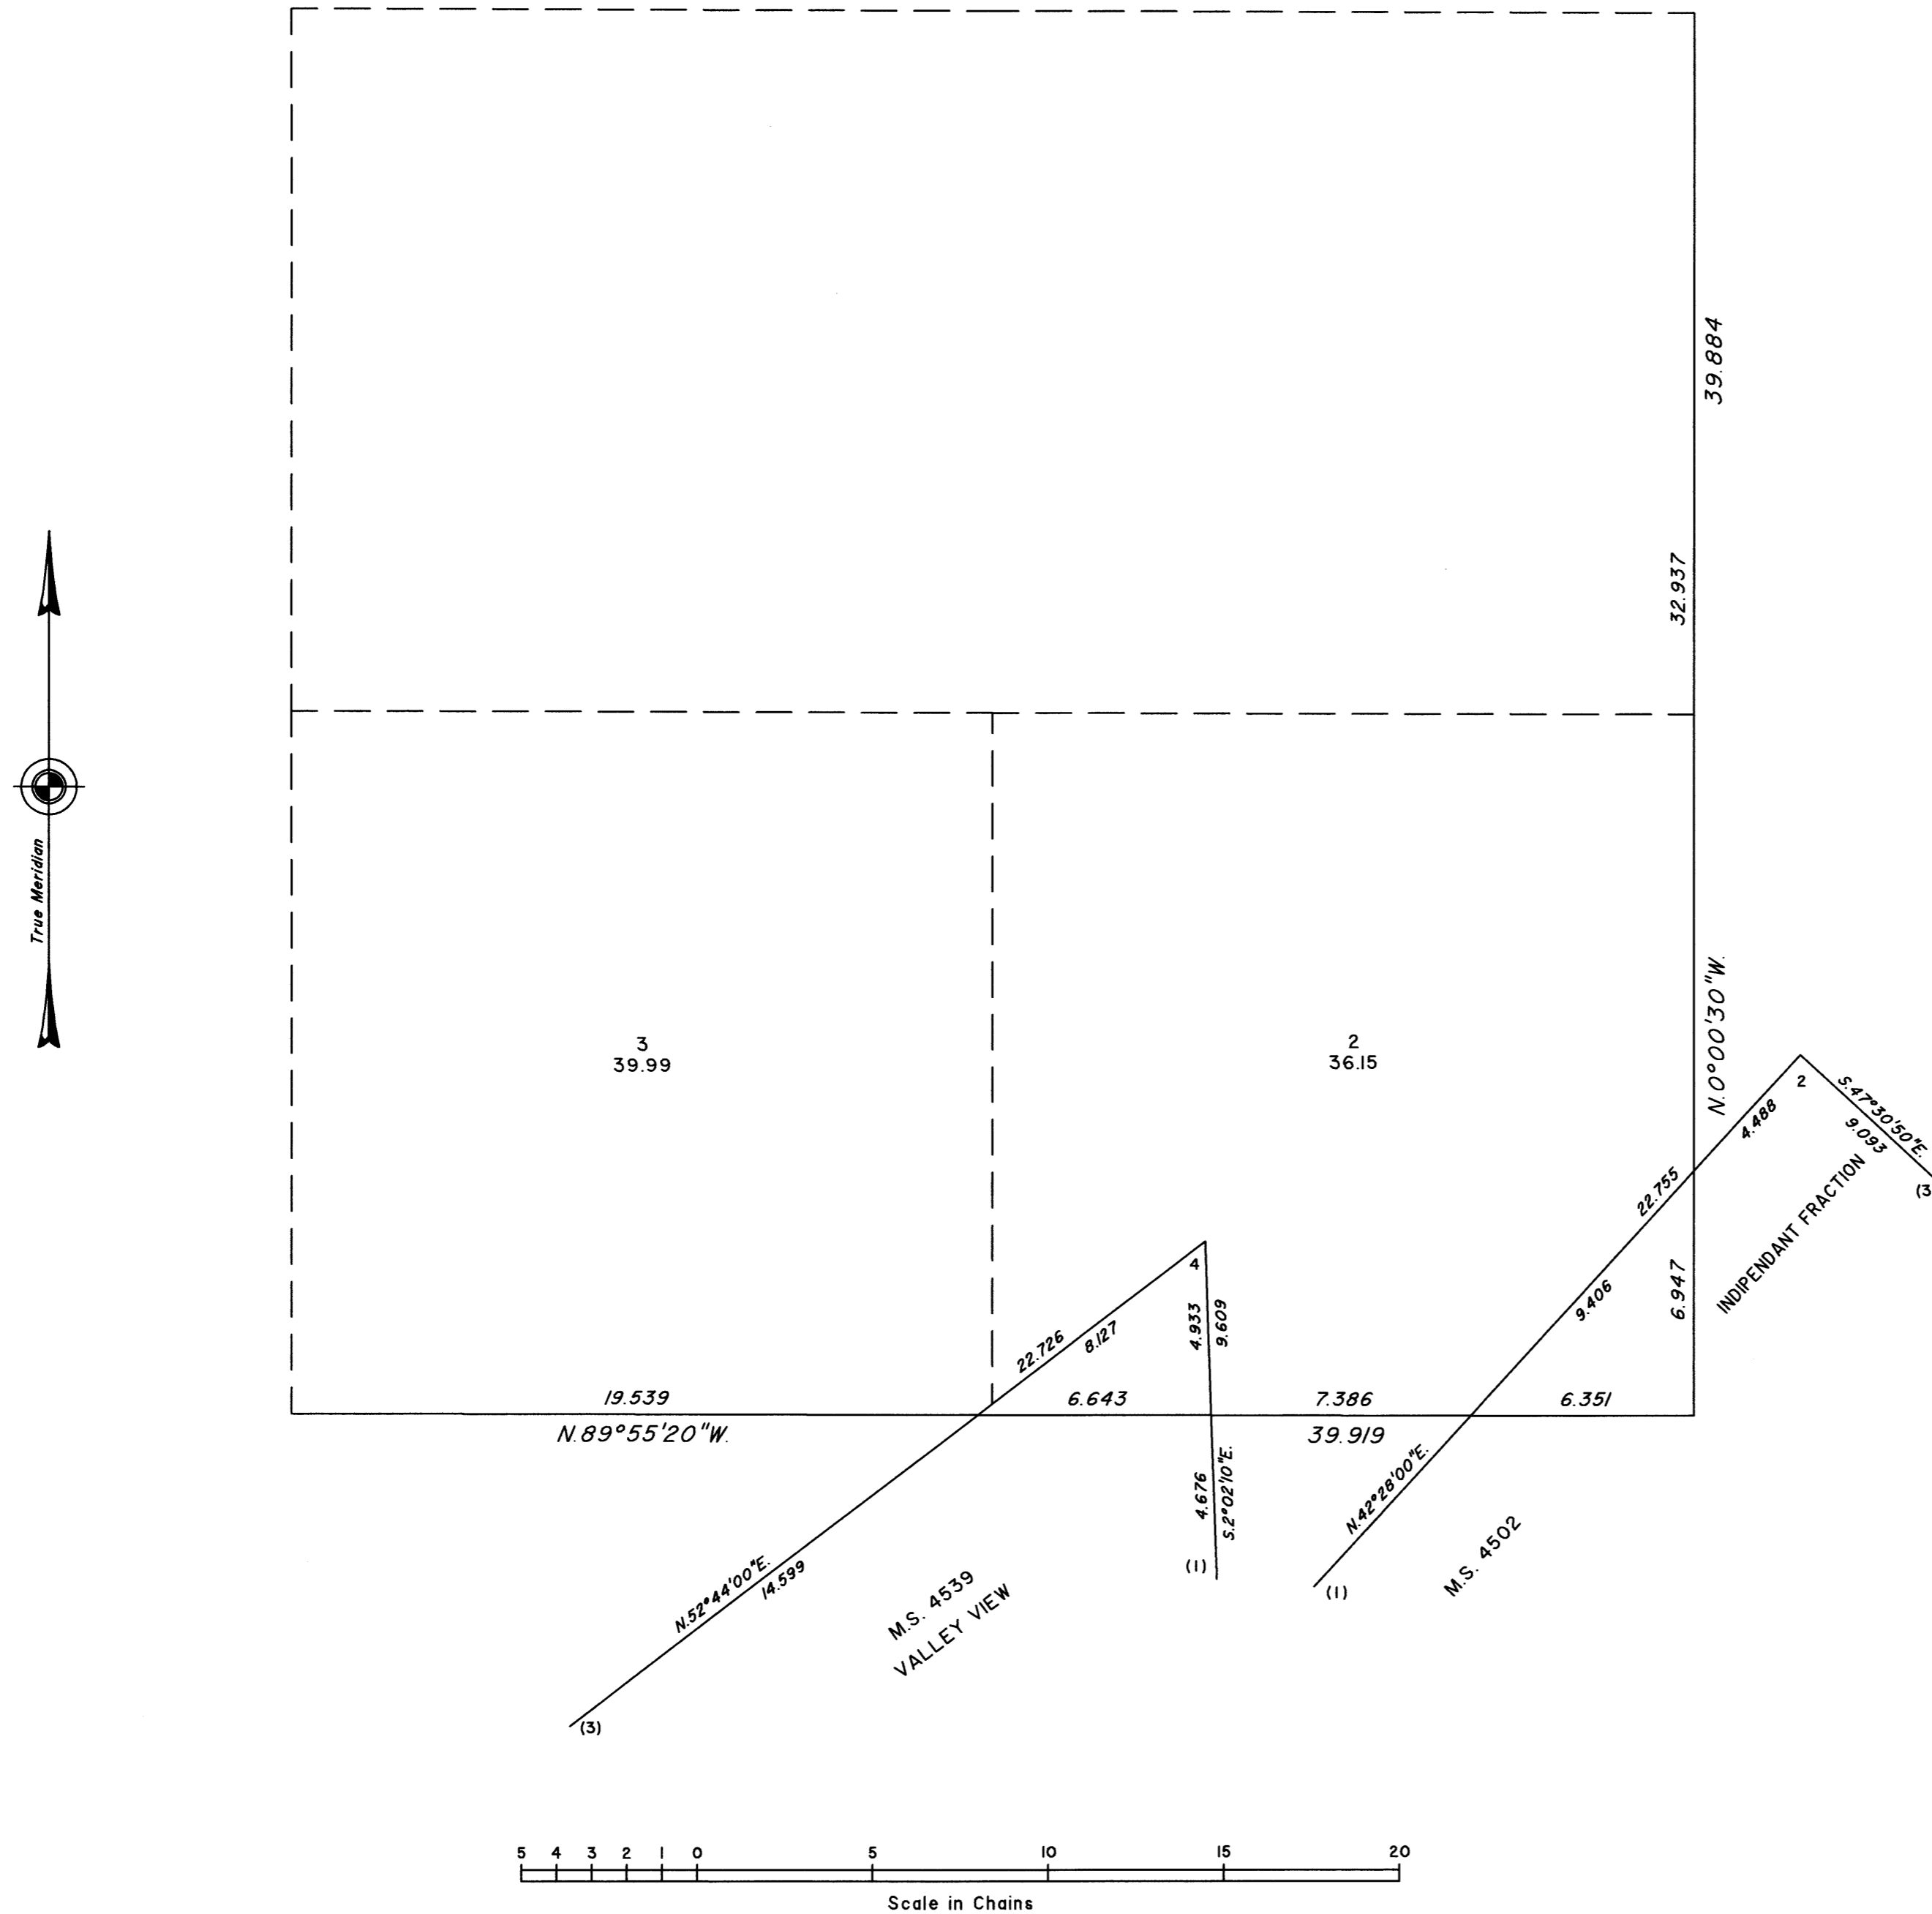 39.884
32.937
True Meridian
N.0°00'30"W.
3
39.99
2
36.15
2
S.47°30'50"E.
9.093
(3
4.488
INDIPENDANT FRACTION
22.755
9.406
6.947
4
4.933
9.609
22.726
8.127
19.539
6.643
7.386
6.351
N.89°55'20"W.
39.919
4.676
S.2°02'10"E.
(1)
N.42°28'00"E.
(1)
M.S. 4502
N.52°44'00"E.
14.599
M.S. 4539
VALLEY VIEW
(3)
5 4 3 2 1 0 5 10 15 20
Scale in Chains